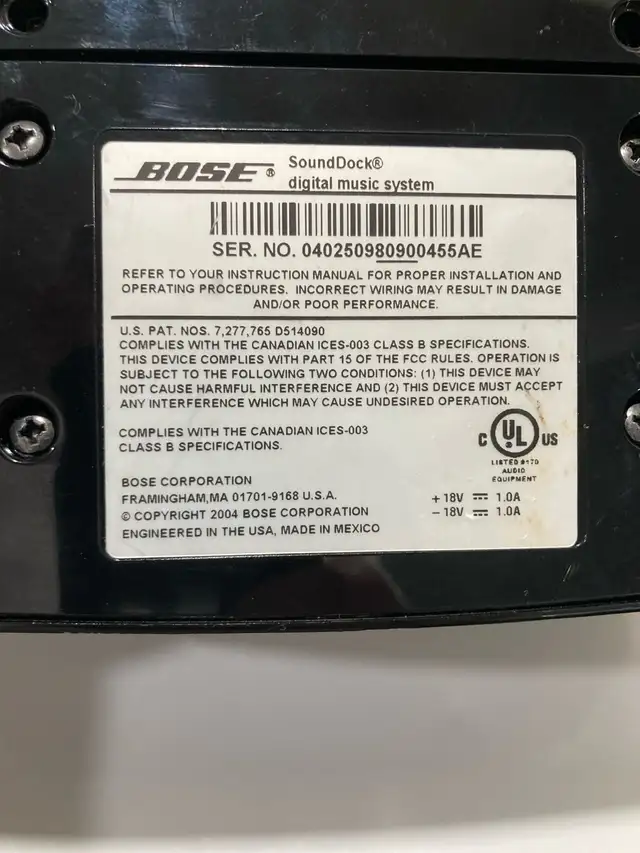 BOSE® SoundDock®
digital music system
SER. NO. 040250980900455AE
REFER TO YOUR INSTRUCTION MANUAL FOR PROPER INSTALLATION AND
OPERATING PROCEDURES. INCORRECT WIRING MAY RESULT IN DAMAGE
AND/OR POOR PERFORMANCE.
U.S. PAT. NOS. 7,277,765 D514090
COMPLIES WITH THE CANADIAN ICES-003 CLASS B SPECIFICATIONS.
THIS DEVICE COMPLIES WITH PART 15 OF THE FCC RULES. OPERATION IS
SUBJECT TO THE FOLLOWING TWO CONDITIONS: (1) THIS DEVICE MAY
NOT CAUSE HARMFUL INTERFERENCE AND (2) THIS DEVICE MUST ACCEPT
ANY INTERFERENCE WHICH MAY CAUSE UNDESIRED OPERATION.
COMPLIES WITH THE CANADIAN ICES-003
CLASS B SPECIFICATIONS.
C UL® US
LISTED
AUDIO
EQUIPMENT
BOSE CORPORATION
FRAMINGHAM,MA 01701-9168 U.S.A.
© COPYRIGHT 2004 BOSE CORPORATION
ENGINEERED IN THE USA, MADE IN MEXICO
+ 18V ⎓ 1.0A
− 18V ⎓ 1.0A